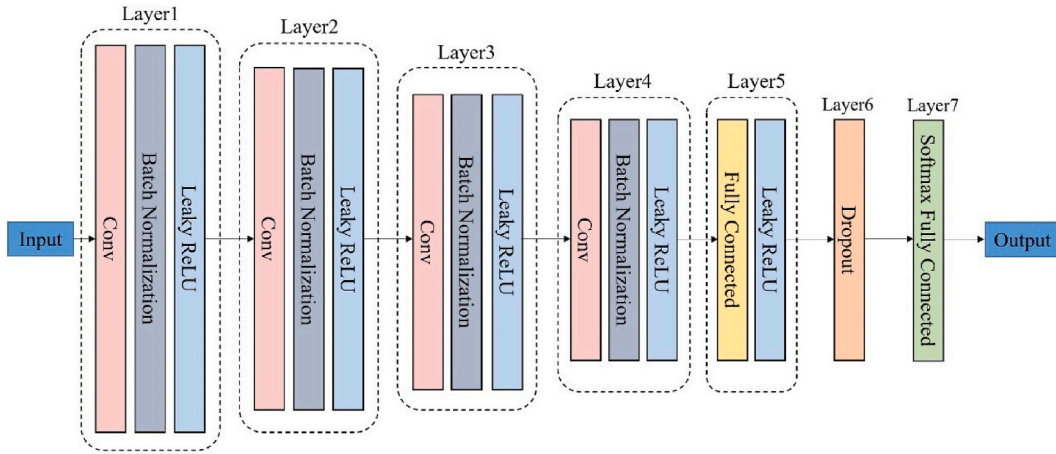 Layer1
Layer2
Layer3
Layer4
Layer5
Layer6
Layer7
Input
Conv
Batch Normalization
Leaky ReLU
Conv
Batch Normalization
Leaky ReLU
Conv
Batch Normalization
Leaky ReLU
Conv
Batch Normalization
Leaky ReLU
Fully Connected
Leaky ReLU
Dropout
Softmax Fully Connected
Output